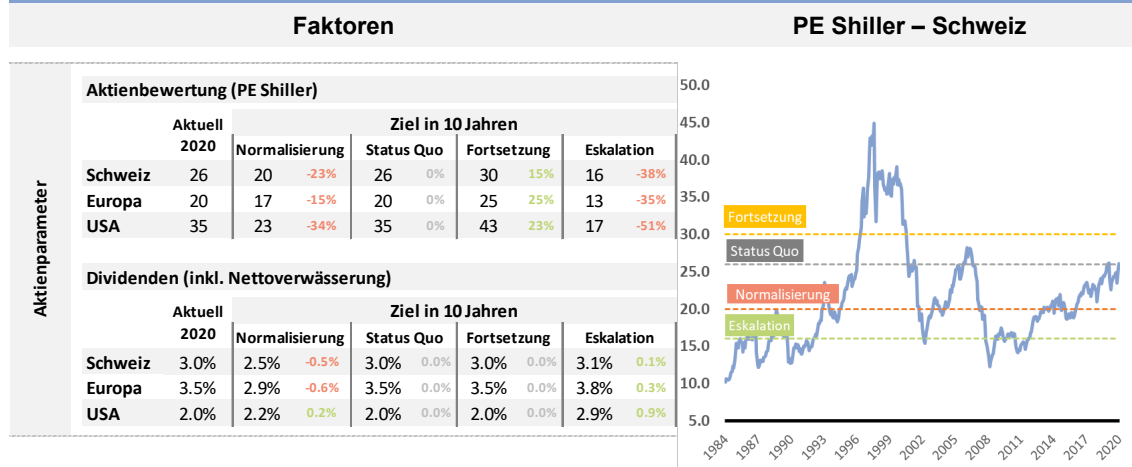 Faktoren
PE Shiller – Schweiz
Aktienparameter
Aktienbewertung (PE Shiller)
Aktuell 2020 Ziel in 10 Jahren
Normalisierung Status Quo Fortsetzung Eskalation
Schweiz 26 20 -23% 26 0% 30 15% 16 -38%
Europa 20 17 -15% 20 0% 25 25% 13 -35%
USA 35 23 -34% 35 0% 43 23% 17 -51%
Dividenden (inkl. Nettoverwässerung)
Aktuell 2020 Ziel in 10 Jahren
Normalisierung Status Quo Fortsetzung Eskalation
Schweiz 3.0% 2.5% -0.5% 3.0% 0.0% 3.0% 0.0% 3.1% 0.1%
Europa 3.5% 2.9% -0.6% 3.5% 0.0% 3.5% 0.0% 3.8% 0.3%
USA 2.0% 2.2% 0.2% 2.0% 0.0% 2.0% 0.0% 2.9% 0.9%
50.0
45.0
40.0
35.0
30.0
25.0
20.0
15.0
10.0
5.0
Fortsetzung
Status Quo
Normalisierung
Eskalation
1984 1987 1990 1993 1996 1999 2002 2005 2008 2011 2014 2017 2020